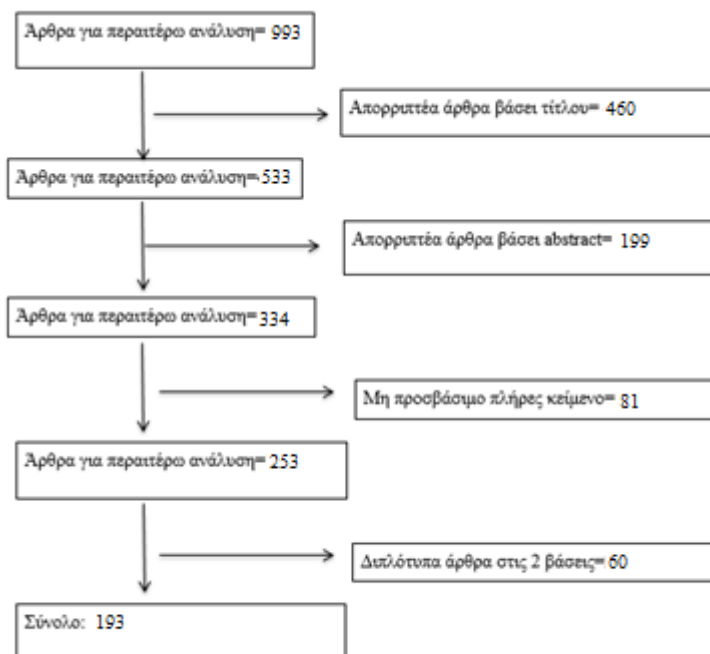 Άρθρα για περαιτέρω ανάλυση= 993
Απορριπτέα άρθρα βάσει τίτλου= 460
Άρθρα για περαιτέρω ανάλυση= 533
Απορριπτέα άρθρα βάσει abstract= 199
Άρθρα για περαιτέρω ανάλυση= 334
Μη προσβάσιμο πλήρες κείμενο= 81
Άρθρα για περαιτέρω ανάλυση= 253
Διπλότυπα άρθρα στις 2 βάσεις= 60
Σύνολο: 193